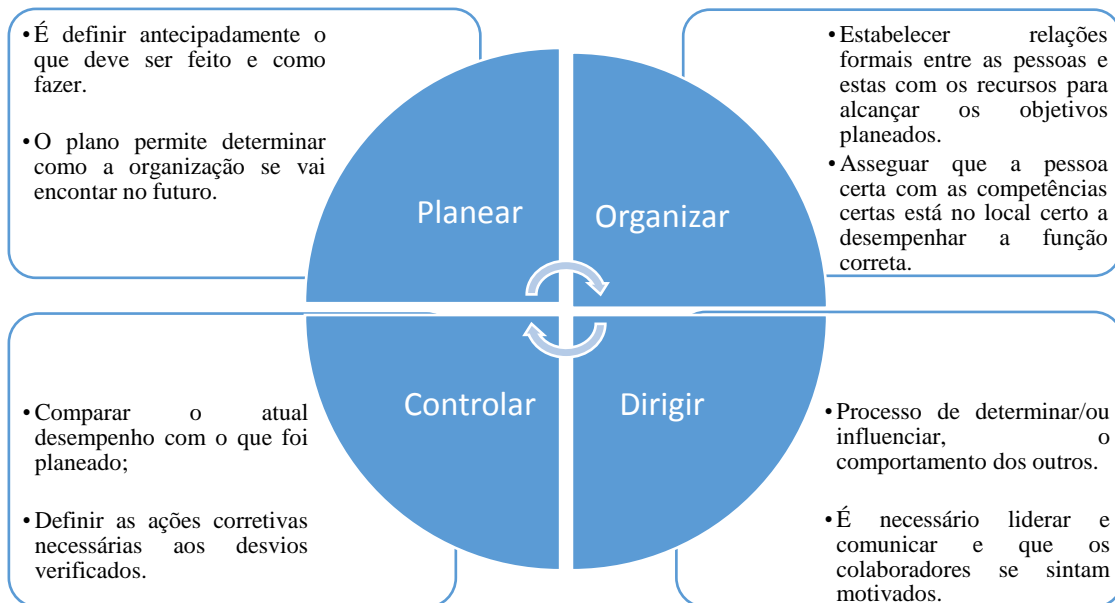 •É definir antecipadamente o
que deve ser feito e como
fazer.
•O plano permite determinar
como a organização se vai
encontar no futuro.
Planear
•Estabelecer relações
formais entre as pessoas e
estas com os recursos para
alcançar os objetivos
planeados.
•Asseguar que a pessoa
certa com as competências
certas está no local certo a
desempenhar a função
correta.
Organizar
•Comparar o atual
desempenho com o que foi
planeado;
•Definir as ações corretivas
necessárias aos desvios
verificados.
Controlar
Dirigir
•Processo de determinar/ou
influenciar, o
comportamento dos outros.
•É necessário liderar e
comunicar e que os
colaboradores se sintam
motivados.